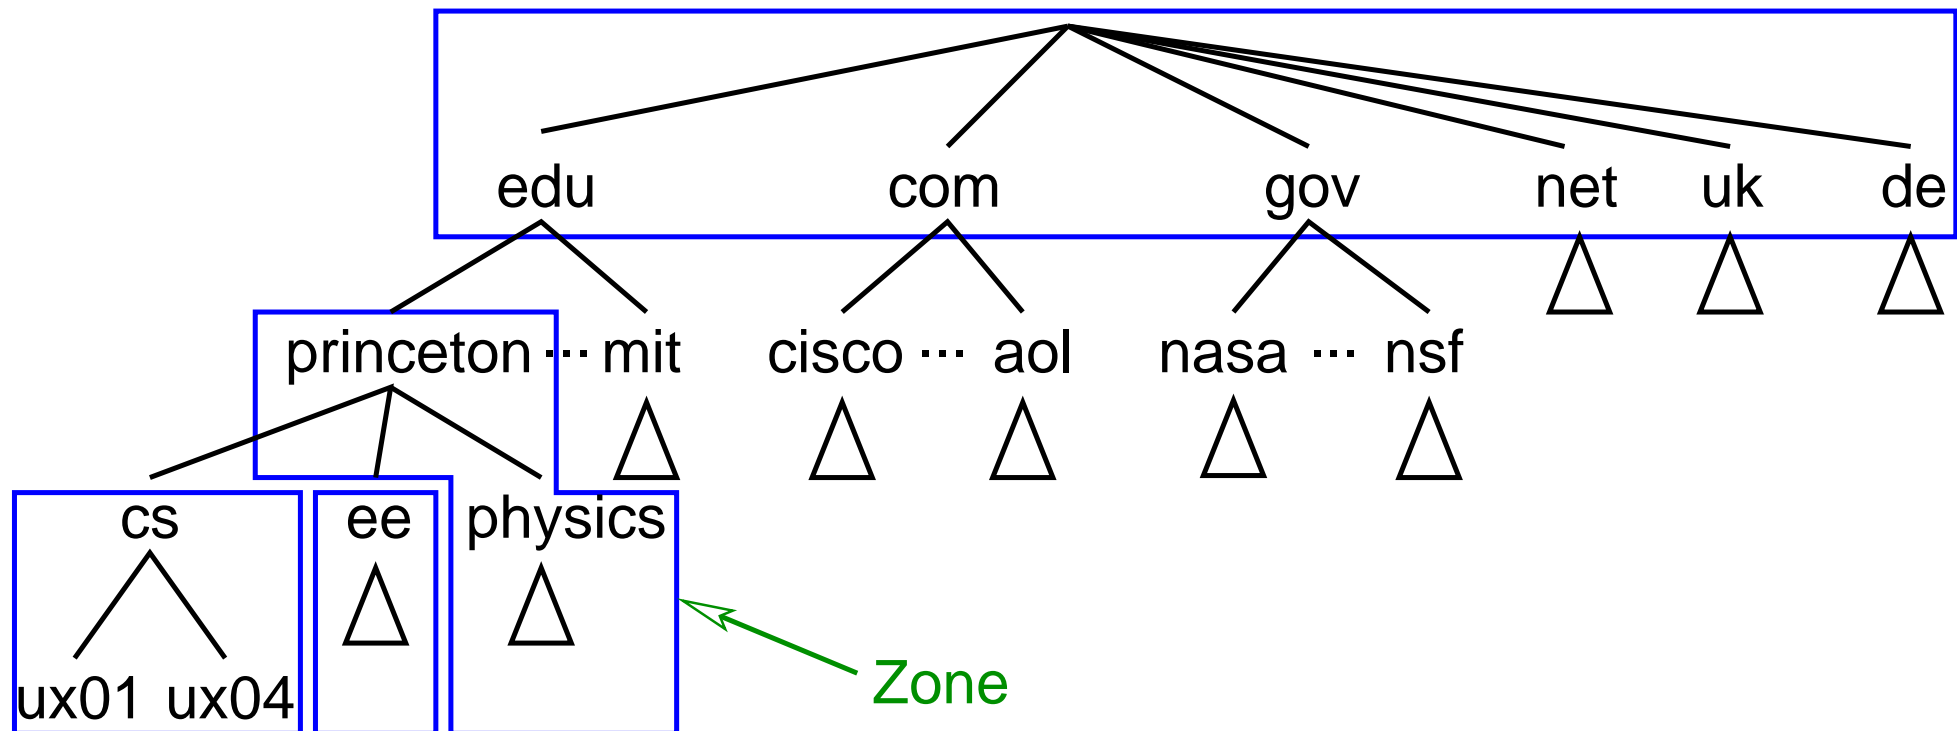 edu com gov net uk de
princeton ... mit cisco ... aol nasa ... nsf
cs ee physics
ux01 ux04
Zone